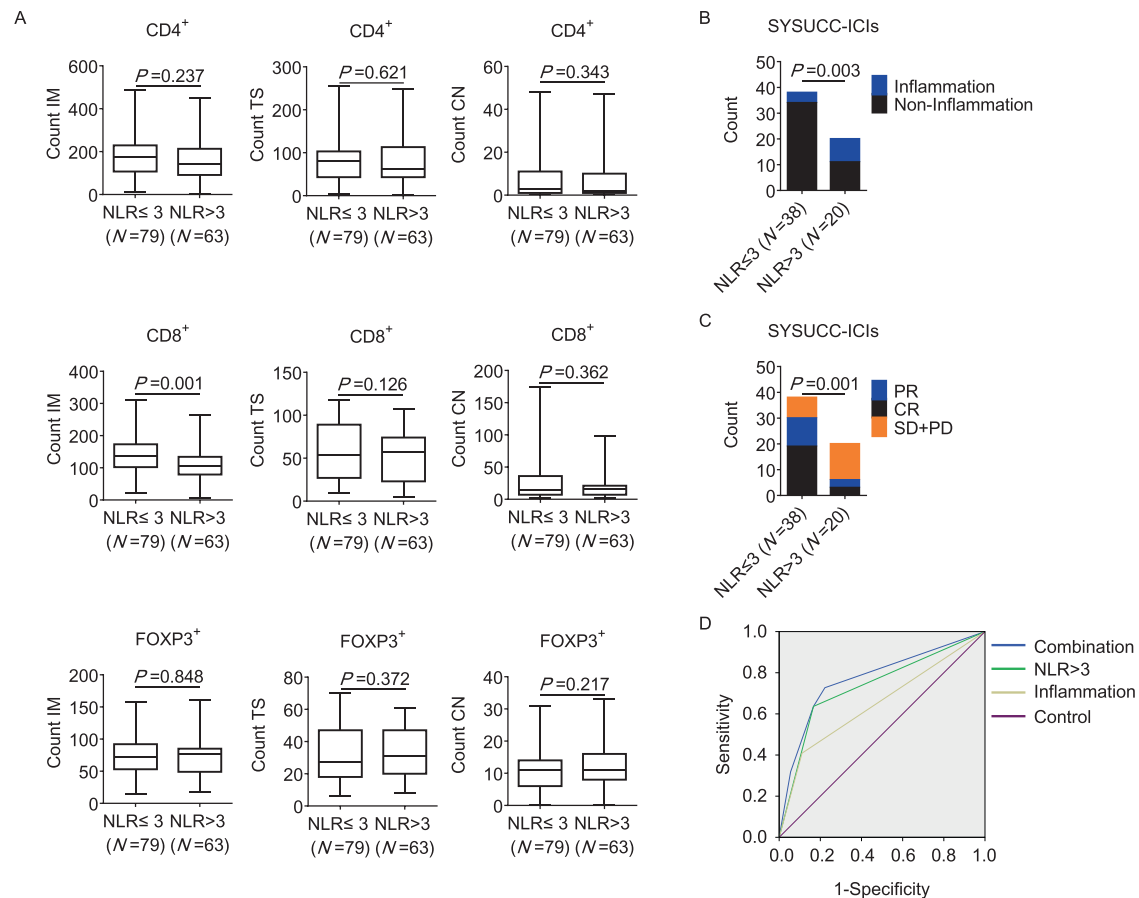 A
CD4+
Count IM
600
400
200
0
P=0.237
NLR≤ 3
NLR>3
(N=79)
(N=63)
CD4+
Count TS
300
200
100
0
P=0.621
NLR≤ 3
NLR>3
(N=79)
(N=63)
CD4+
Count CN
60
40
20
0
P=0.343
NLR≤ 3
NLR>3
(N=79)
(N=63)
CD8+
Count IM
400
300
200
100
0
P=0.001
NLR≤ 3
NLR>3
(N=79)
(N=63)
CD8+
Count TS
150
100
50
0
P=0.126
NLR≤ 3
NLR>3
(N=79)
(N=63)
CD8+
Count CN
200
150
100
50
0
P=0.362
NLR≤ 3
NLR>3
(N=79)
(N=63)
FOXP3+
Count IM
200
150
100
50
0
P=0.848
NLR≤ 3
NLR>3
(N=79)
(N=63)
FOXP3+
Count TS
80
60
40
20
0
P=0.372
NLR≤ 3
NLR>3
(N=79)
(N=63)
FOXP3+
Count CN
40
30
20
10
0
P=0.217
NLR≤ 3
NLR>3
(N=79)
(N=63)
B
SYSUCC-ICIs
Count
50
40
30
20
10
0
P=0.003
Inflammation
Non-Inflammation
NLR≤3 (N=38)
NLR>3 (N=20)
C
SYSUCC-ICIs
Count
50
40
30
20
10
0
P=0.001
PR
CR
SD+PD
NLR≤3 (N=38)
NLR>3 (N=20)
D
Sensitivity
1.0
0.8
0.6
0.4
0.2
0.0
0.0 0.2 0.4 0.6 0.8 1.0
1-Specificity
Combination
NLR>3
Inflammation
Control